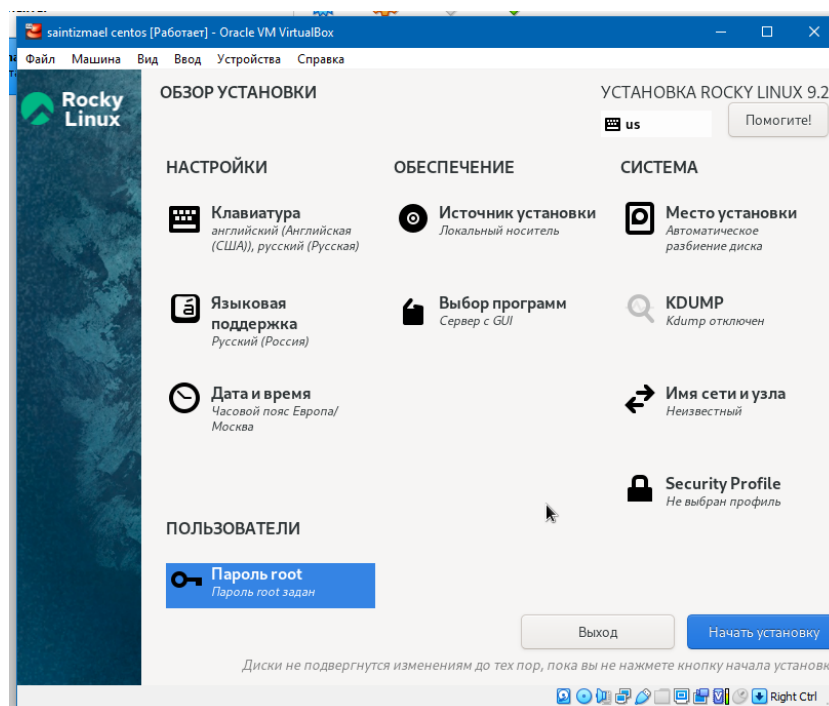 saintizmael centos [Работает] - Oracle VM VirtualBox
Файл Машина Вид Ввод Устройства Справка
Rocky
Linux
ОБЗОР УСТАНОВКИ
УСТАНОВКА ROCKY LINUX 9.2
us
Помогите!
НАСТРОЙКИ
Клавиатура
английский (Английская
(США)), русский (Русская)
Языковая
поддержка
Русский (Россия)
Дата и время
Часовой пояс Европа/
Москва
ОБЕСПЕЧЕНИЕ
Источник установки
Локальный носитель
Выбор программ
Сервер с GUI
СИСТЕМА
Место установки
Автоматическое
разбиение диска
KDUMP
Kdump отключен
Имя сети и узла
Неизвестный
Security Profile
Не выбран профиль
ПОЛЬЗОВАТЕЛИ
Пароль root
Пароль root задан
Выход
Начать установку
Диски не подвергнутся изменениям до тех пор, пока вы не нажмете кнопку начала установк
Right Ctrl